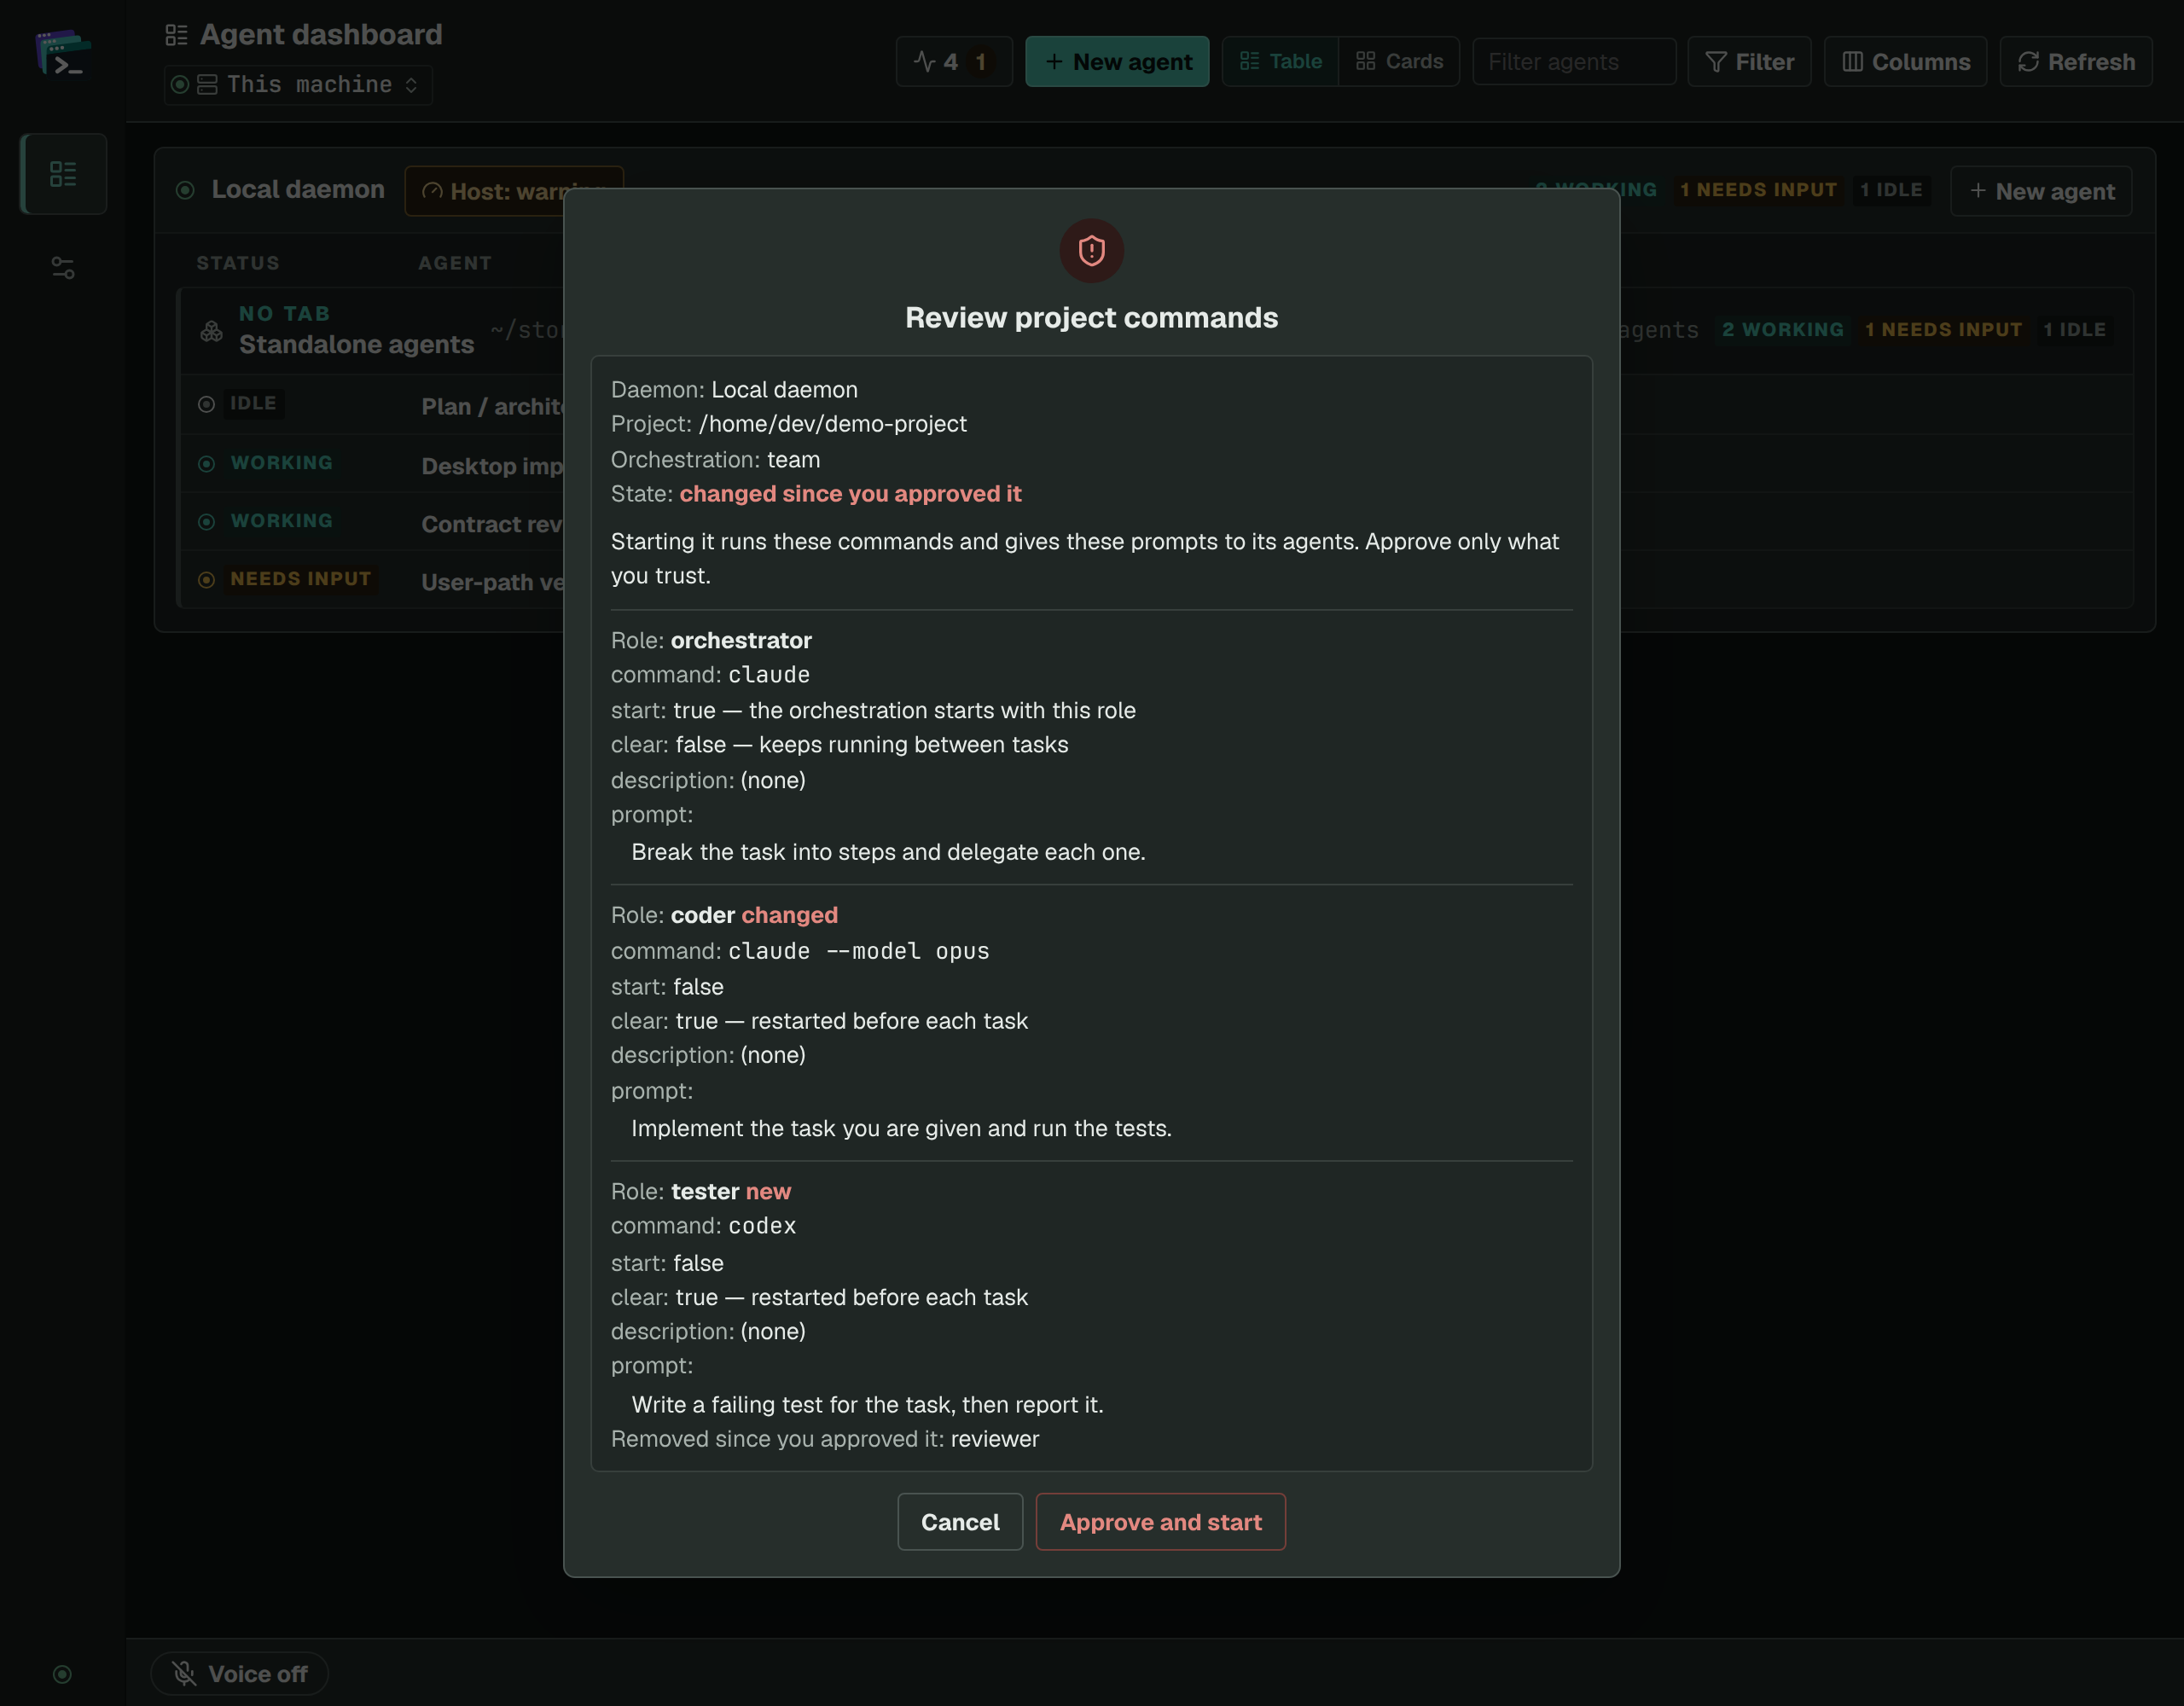 Agent dashboard
This machine
4 1
+ New agent
Table
Cards
Filter agents
Filter
Columns
Refresh
Local daemon
Host:
WORKING
1 NEEDS INPUT
1 IDLE
+ New agent
STATUS
AGENT
NO TAB
Standalone agents
agents
2 WORKING
1 NEEDS INPUT
1 IDLE
IDLE
Plan /
WORKING
Desktop
WORKING
Contract
NEEDS INPUT
User-path
Review project commands
Daemon: Local daemon
Project: /home/dev/demo-project
Orchestration: team
State: changed since you approved it
Starting it runs these commands and gives these prompts to its agents. Approve only what
you trust.
Role: orchestrator
command: claude
start: true — the orchestration starts with this role
clear: false — keeps running between tasks
description: (none)
prompt:
Break the task into steps and delegate each one.
Role: coder changed
command: claude --model opus
start: false
clear: true — restarted before each task
description: (none)
prompt:
Implement the task you are given and run the tests.
Role: tester new
command: codex
start: false
clear: true — restarted before each task
description: (none)
prompt:
Write a failing test for the task, then report it.
Removed since you approved it: reviewer
Cancel
Approve and start
Voice off